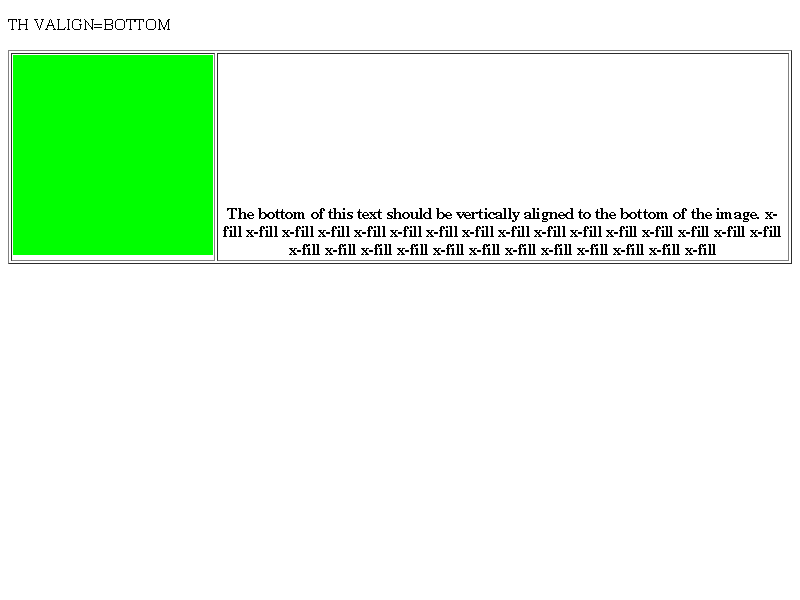 TH VALIGN=BOTTOM
The bottom of this text should be vertically aligned to the bottom of the image. x-
fill x-fill x-fill x-fill x-fill x-fill x-fill x-fill x-fill x-fill x-fill x-fill x-fill x-fill x-fill x-fill
x-fill x-fill x-fill x-fill x-fill x-fill x-fill x-fill x-fill x-fill x-fill x-fill